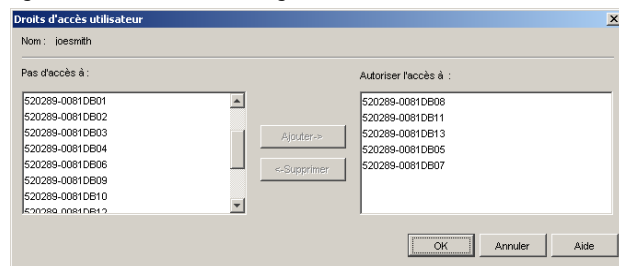 Droits d'accès utilisateur
Nom : joesmith
Pas d'accès à :
520289-0081DB01
520289-0081DB02
520289-0081DB03
520289-0081DB04
520289-0081DB06
520289-0081DB09
520289-0081DB10
520289-0081DB12
Ajouter->
<-Supprimer
Autoriser l'accès à :
520289-0081DB08
520289-0081DB11
520289-0081DB13
520289-0081DB05
520289-0081DB07
OK
Annuler
Aide